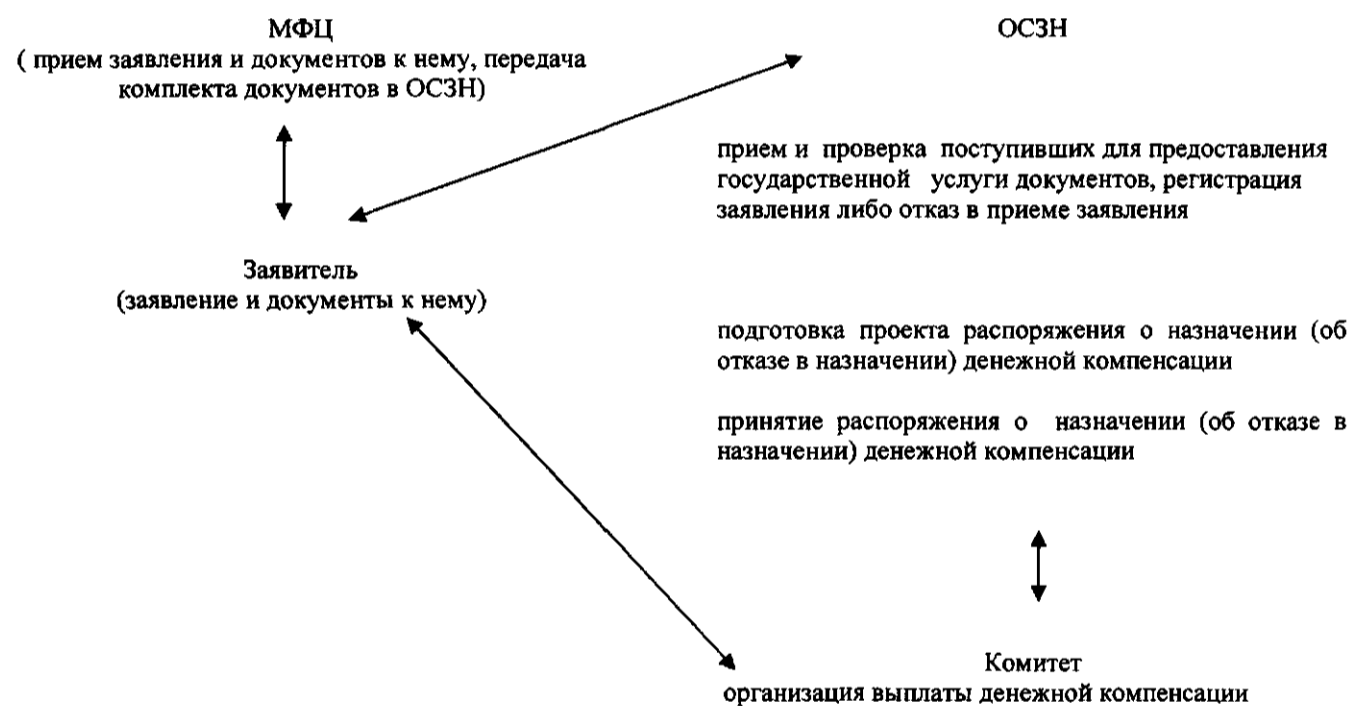 МФЦ
( прием заявления и документов к нему, передача
комплекта документов в ОСЗН)
Заявитель
(заявление и документы к нему)
ОСЗН
прием и проверка поступивших для предоставления
государственной услуги документов, регистрация
заявления либо отказ в приеме заявления
подготовка проекта распоряжения о назначении (об
отказе в назначении) денежной компенсации
принятие распоряжения о назначении (об отказе в
назначении) денежной компенсации
Комитет
организация выплаты денежной компенсации